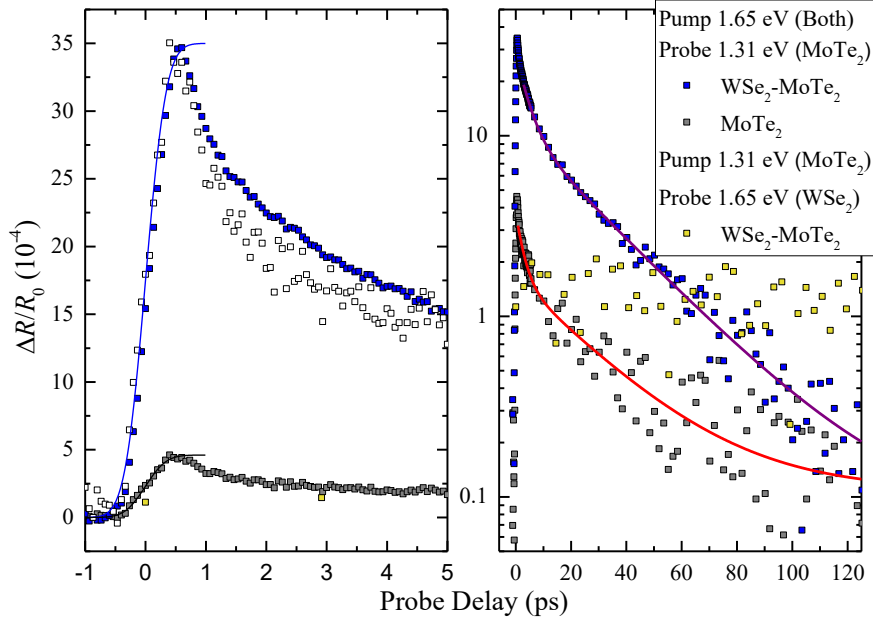 Pump 1.65 eV (Both)
Probe 1.31 eV (MoTe₂)
WSe₂-MoTe₂
MoTe₂
Pump 1.31 eV (MoTe₂)
Probe 1.65 eV (WSe₂)
WSe₂-MoTe₂
ΔR/R₀ (10⁻⁴)
35
30
25
20
15
10
5
0
-1
0
1
2
3
4
5
10
1
0.1
0
20
40
60
80
100
120
Probe Delay (ps)